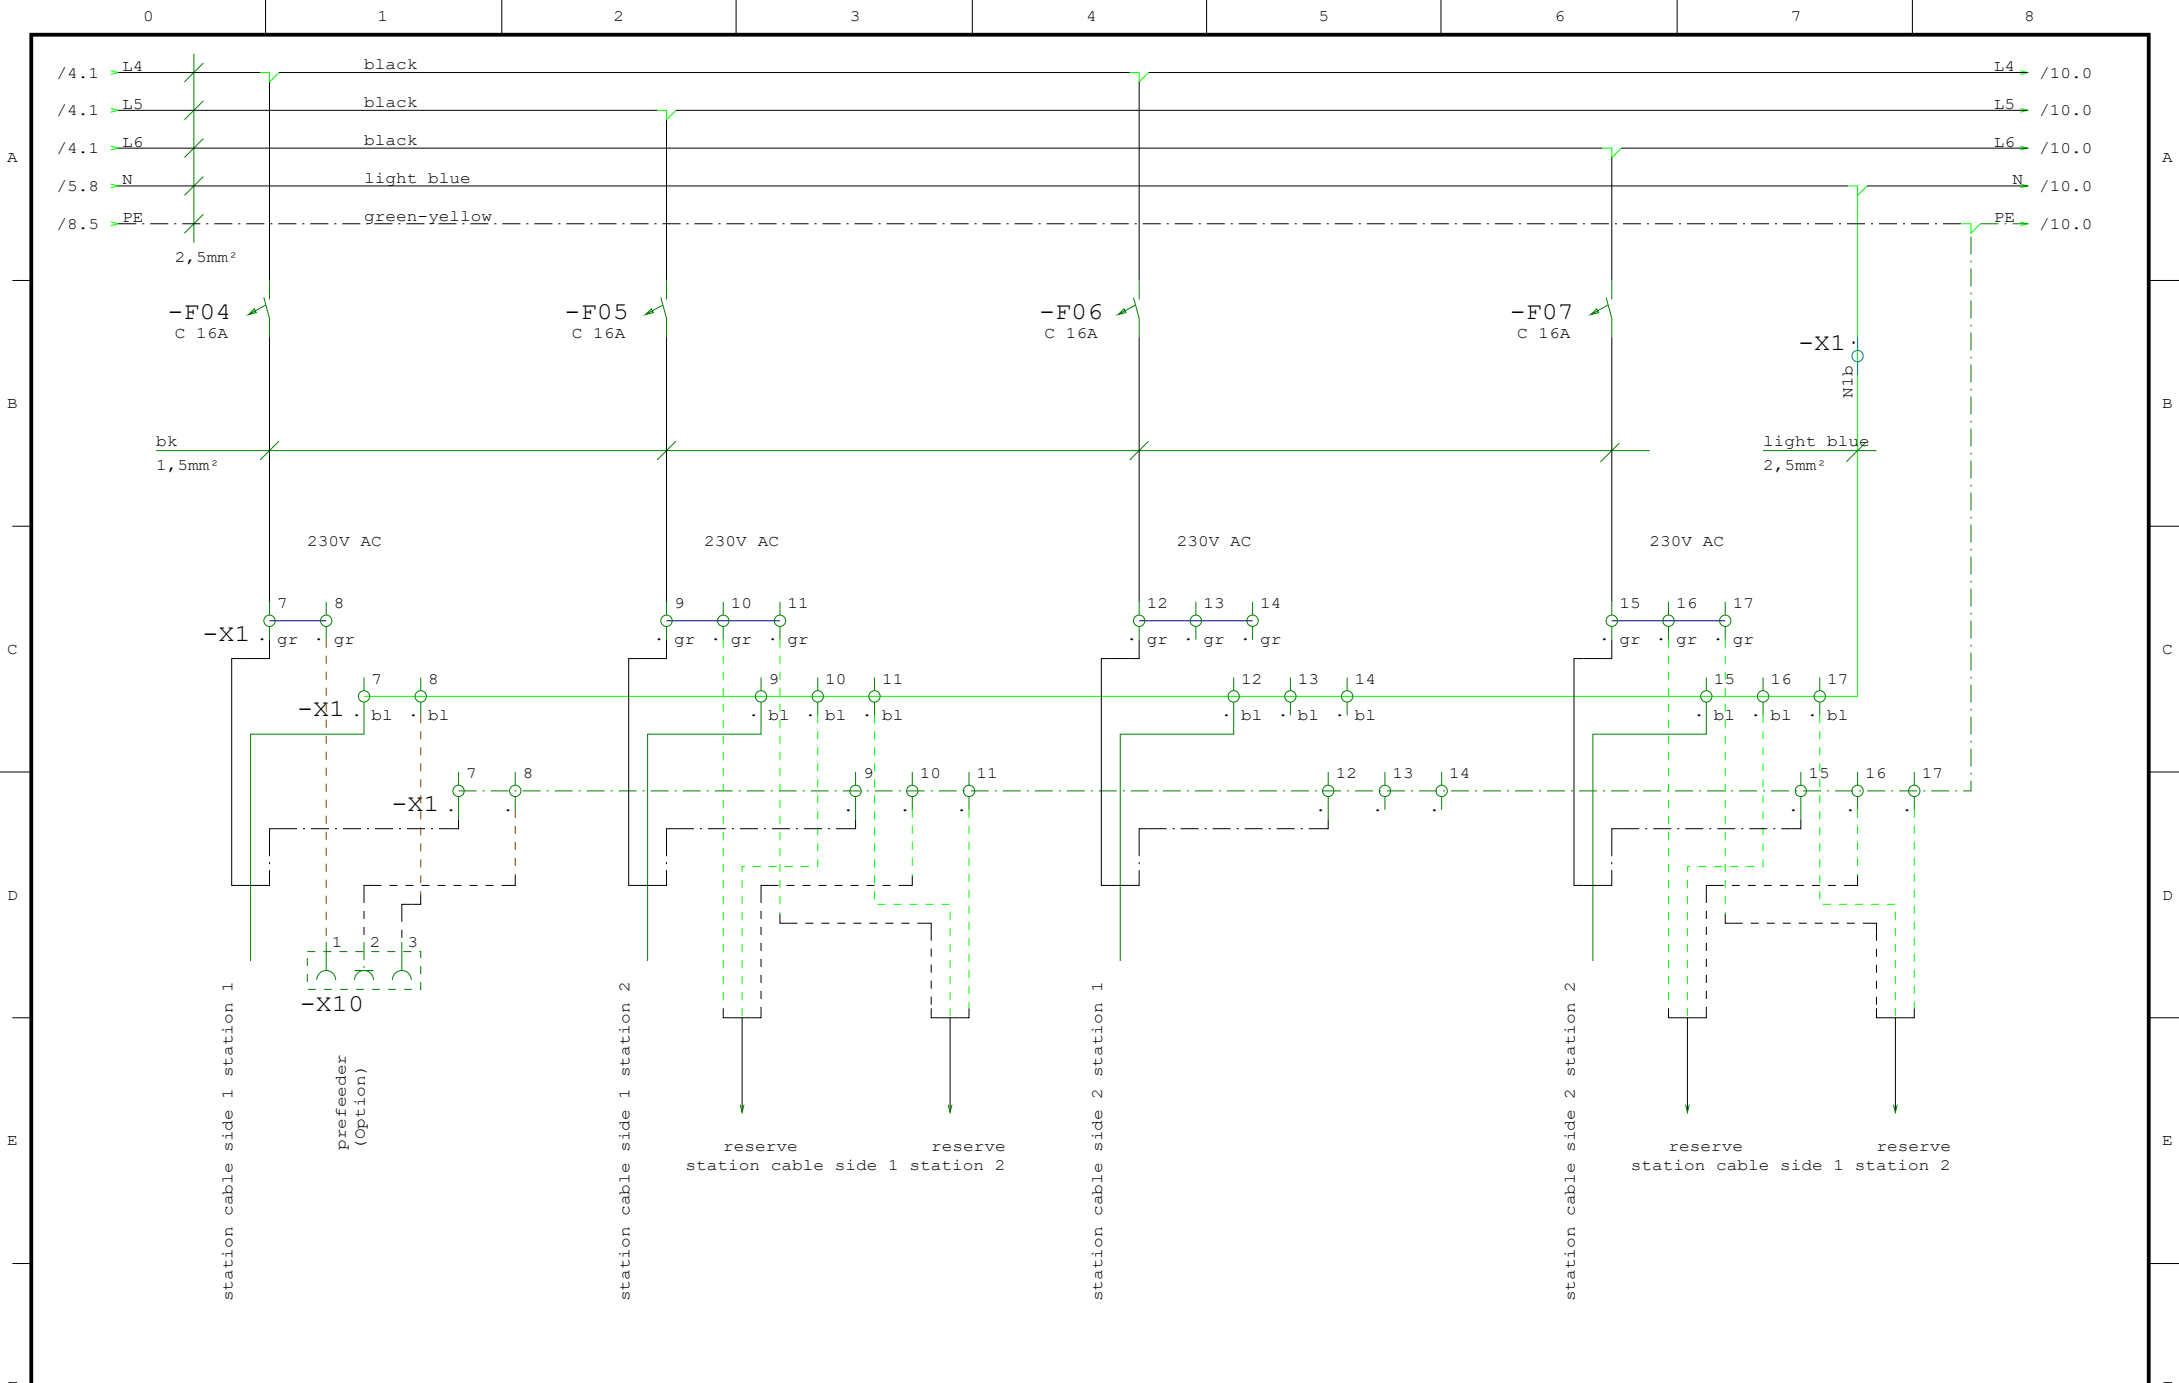 0 1 2 3 4 5 6 7 8
/4.1 L4 black L4 /10.0
/4.1 L5 black L5 /10.0
/4.1 L6 black L6 /10.0
A A
/5.8 N light blue N /10.0
/8.5 PE green-yellow PE /10.0
2,5mm²
-F04 -F05 -F06 -F07
C 16A C 16A C 16A C 16A
-X1
N1b
B B
bk light blue
1,5mm² 2,5mm²
230V AC 230V AC 230V AC 230V AC
7 8 9 10 11 12 13 14 15 16 17
-X1 gr gr gr gr gr gr gr gr gr gr gr
C C
7 8 9 10 11 12 13 14 15 16 17
-X1 bl bl bl bl bl bl bl bl bl bl bl
7 8 9 10 11 12 13 14 15 16 17
-X1
D D
1 2 3
-X10
station cable side 1 station 1
prefeeder
(Option)
station cable side 1 station 2
station cable side 2 station 1
station cable side 2 station 2
E E
reserve reserve reserve reserve
station cable side 1 station 2 station cable side 1 station 2